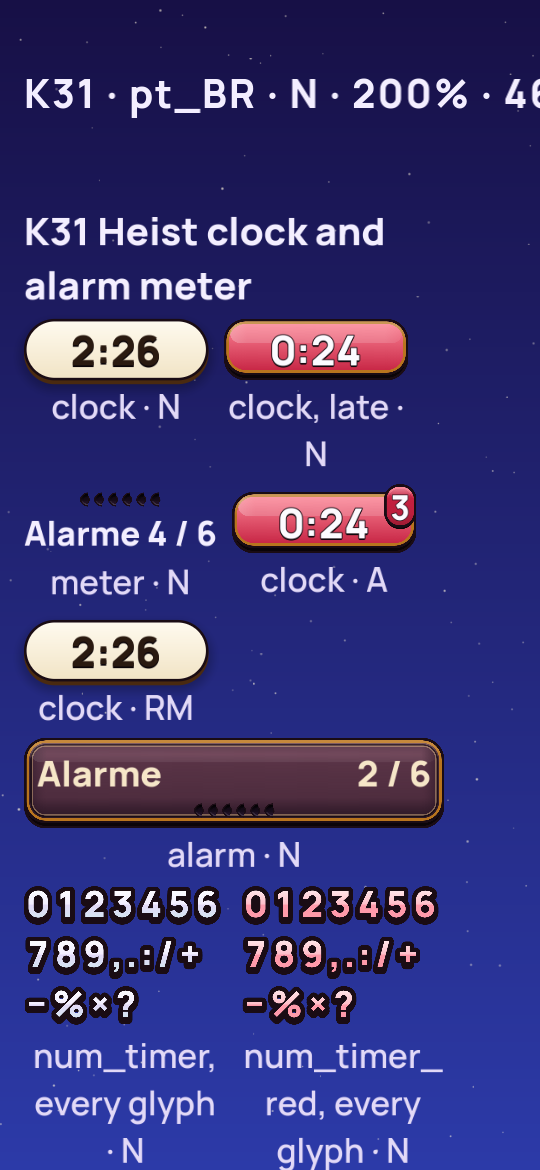 K31 · pt_BR · N · 200% · 46
K31 Heist clock and
alarm meter
2:26
0:24
clock · N
clock, late ·
N
Alarme 4 / 6
meter · N
0:24
3
clock · A
2:26
clock · RM
Alarme 2 / 6
alarm · N
0123456
789,.:/+
−%×?
num_timer,
every glyph
· N
0123456
789,.:/+
−%×?
num_timer_
red, every
glyph · N